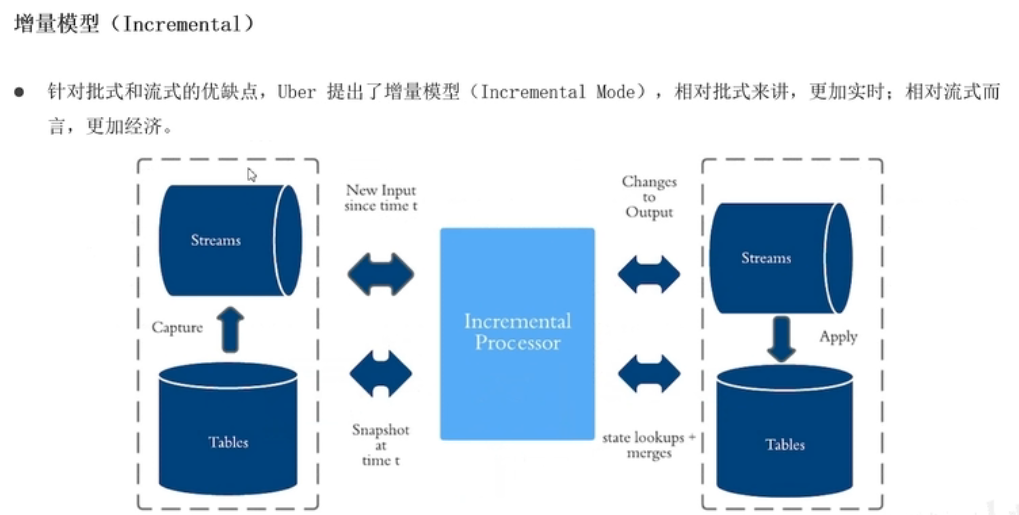 增量模型（Incremental）
● 针对批式和流式的优缺点，Uber 提出了增量模型（Incremental Mode），相对批式来讲，更加实时；相对流式而
言，更加经济。
Streams
Capture
Tables
New Input
since time t
Snapshot
at
time t
Incremental
Processor
Changes
to
Output
state lookups +
merges
Streams
Apply
Tables